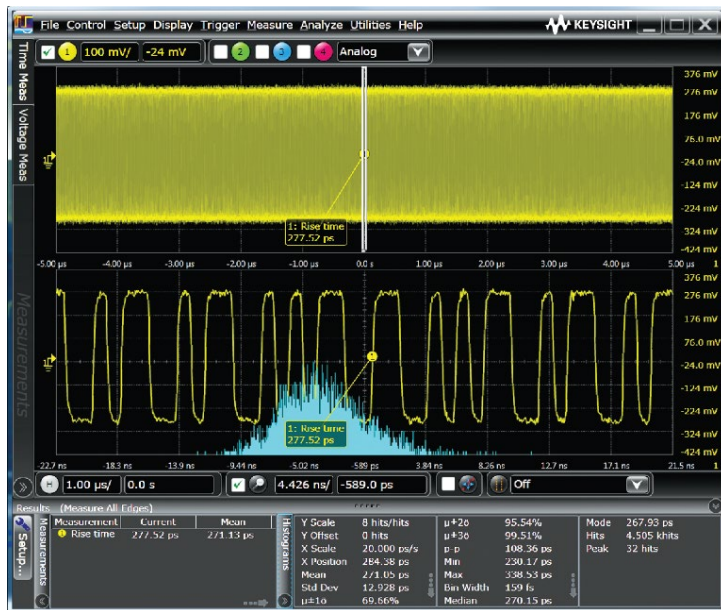 File Control Setup Display Trigger Measure Analyze Utilities Help
KEYSIGHT
1 100 mV/ -24 mV 2 3 4 Analog
Time Meas
Voltage Meas
Measurements
376 mV
276 mV
176 mV
76.0 mV
-24.0 mV
-124 mV
-224 mV
-324 mV
-424 mV
1: Rise time
277.52 ps
-5.00 µs -4.00 µs -3.00 µs -2.00 µs -1.00 µs 0.0 s 1.00 µs 2.00 µs 3.00 µs 4.00 µs 5.00 µs 1
376 mV
276 mV
176 mV
76.0 mV
-24.0 mV
-124 mV
-224 mV
-324 mV
-424 mV
1: Rise time
277.52 ps
-22.7 ns -18.3 ns -13.9 ns -9.44 ns -5.02 ns -589 ps 3.84 ns 8.26 ns 12.7 ns 17.1 ns 21.5 ns 1
H 1.00 µs/ 0.0 s 4.426 ns/ -589.0 ps Off
Results (Measure All Edges)
Setup...
Measurements
Measurement Current Mean
Rise time 277.52 ps 271.13 ps
Histograms
Y Scale 8 hits/hits
Y Offset 0 hits
X Scale 20.000 ps/s
X Position 284.38 ps
Mean 271.05 ps
Std Dev 12.928 ps
µ±1σ 69.66%
µ±2σ 95.54%
µ±3σ 99.51%
p-p 108.36 ps
Min 230.17 ps
Max 338.53 ps
Bin Width 159 fs
Median 270.15 ps
Mode 267.93 ps
Hits 4.505 khits
Peak 32 hits